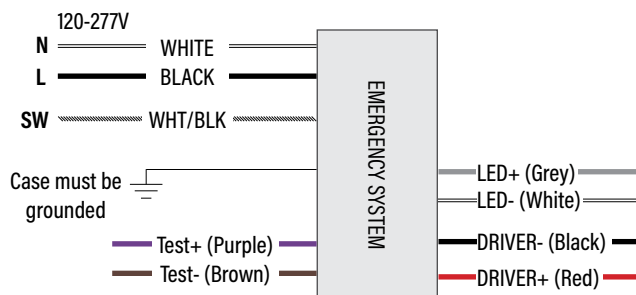 120-277V
N WHITE
L BLACK
SW WHT/BLK
Case must be
grounded
Test+ (Purple)
Test- (Brown)
EMERGENCY SYSTEM
LED+ (Grey)
LED- (White)
DRIVER- (Black)
DRIVER+ (Red)